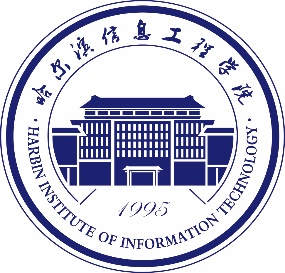 哈尔滨信息工程学院
1995
· HARBIN INSTITUTE OF INFORMATION TECHNOLOGY ·